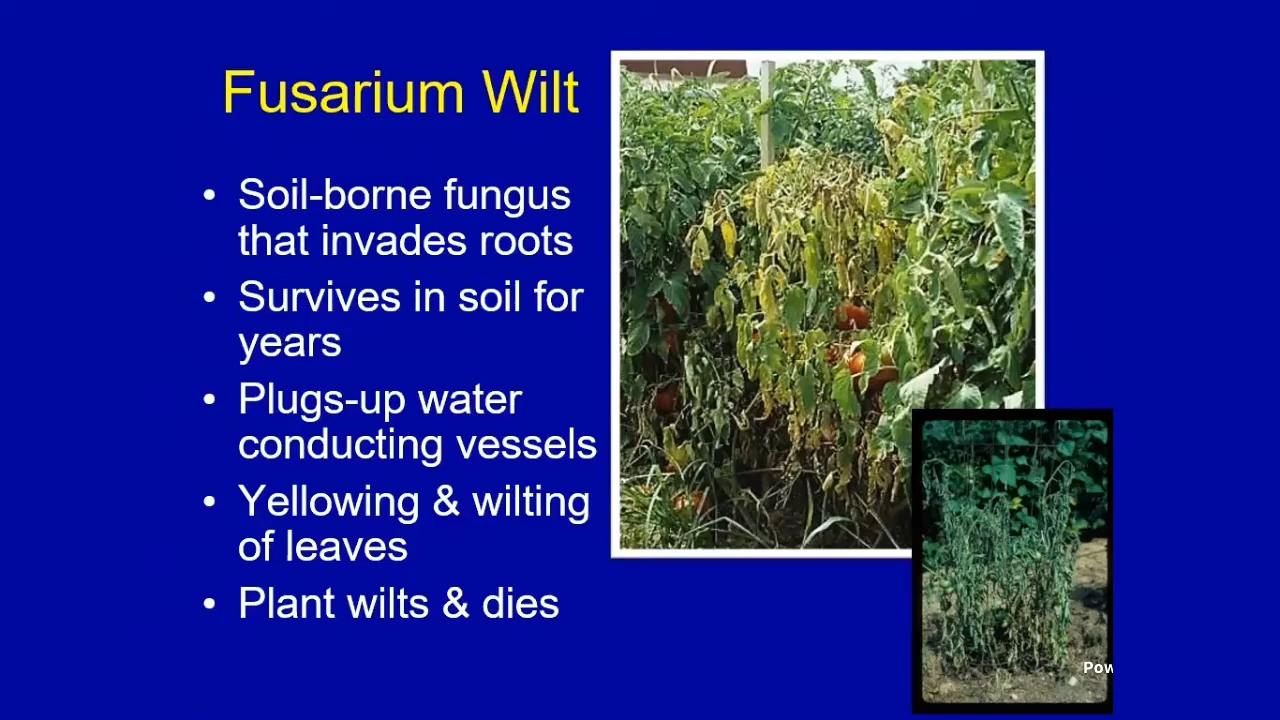 Fusarium Wilt
• Soil-borne fungus
that invades roots
• Survives in soil for
years
• Plugs-up water
conducting vessels
• Yellowing & wilting
of leaves
• Plant wilts & dies
Pow